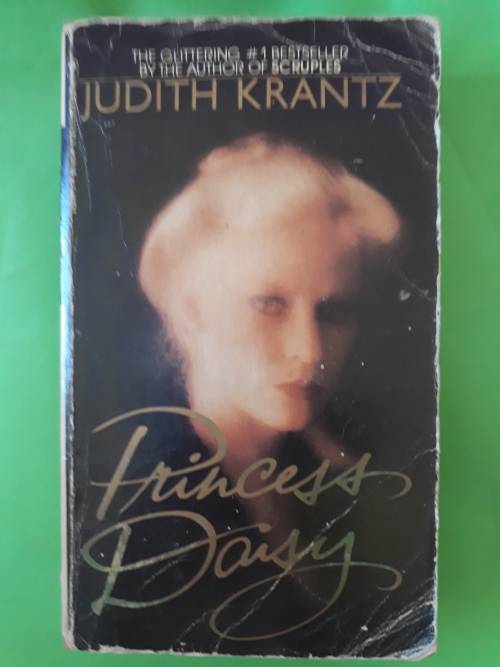 THE GLITTERING #1 BESTSELLER
BY THE AUTHOR OF SCRUPLES
JUDITH KRANTZ
Princess
Daisy